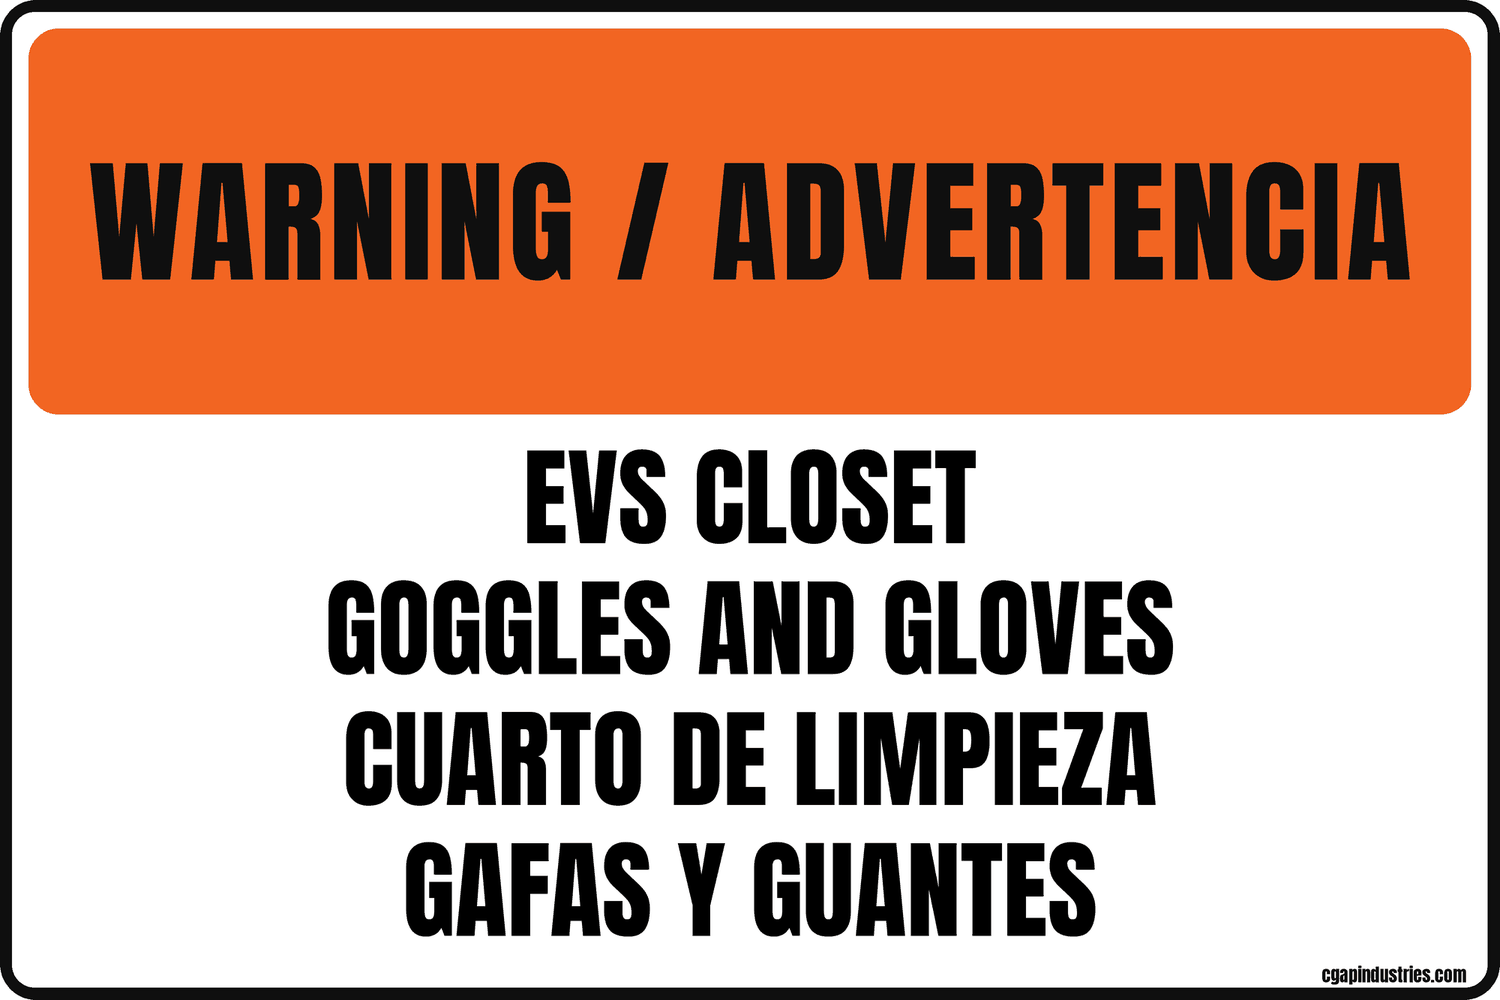 WARNING / ADVERTENCIA
EVS CLOSET
GOGGLES AND GLOVES
CUARTO DE LIMPIEZA
GAFAS Y GUANTES
cgapindustries.com